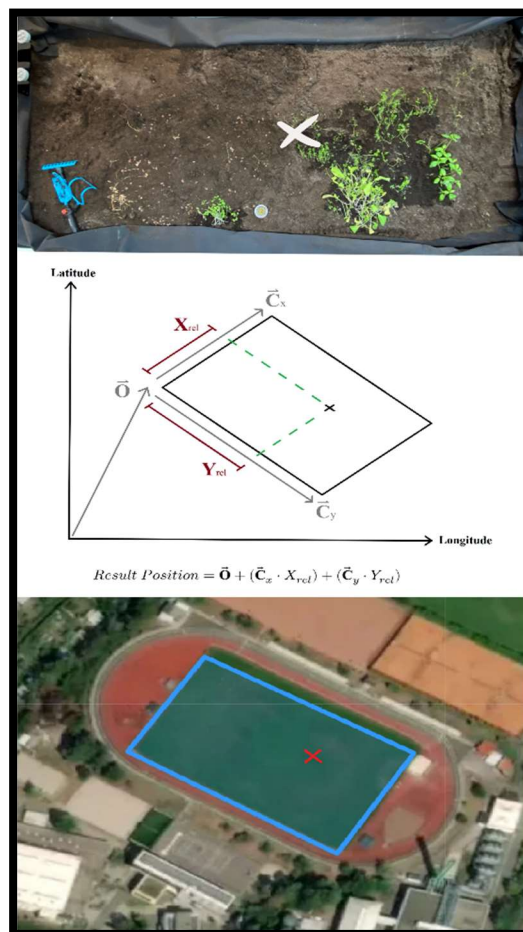 Latitude
C⃗x
Xrel
O⃗
Yrel
C⃗y
Longitude
Result Position = O⃗ + (C⃗x · Xrel) + (C⃗y · Yrel)